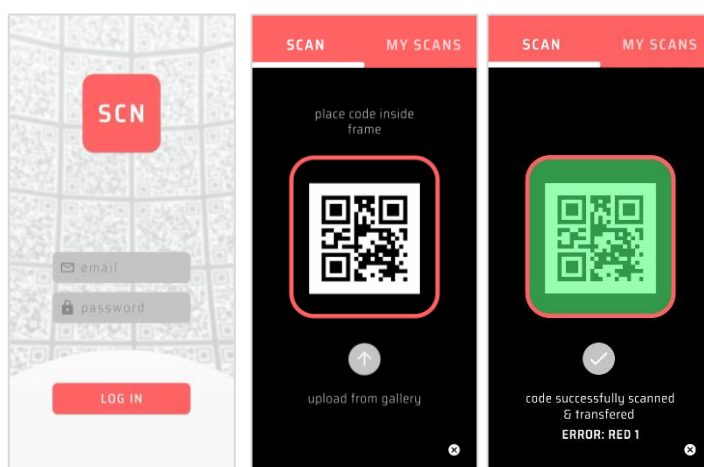 SCN
email
password
LOG IN
SCAN MY SCANS
place code inside
frame
upload from gallery
SCAN MY SCANS
code successfully scanned
& transfered
ERROR: RED 1